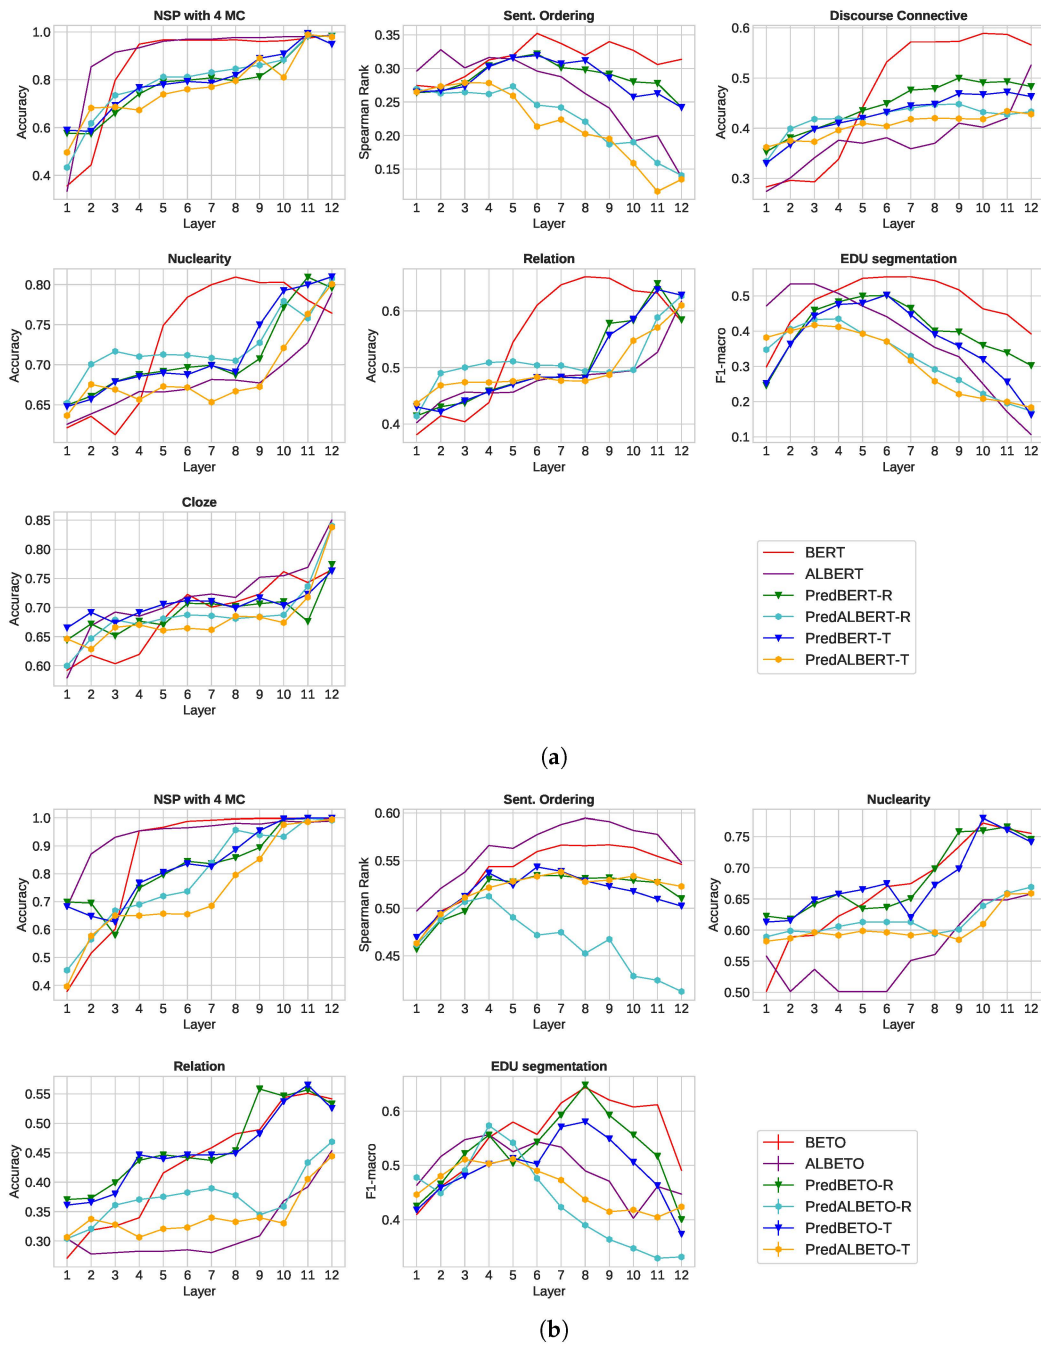 NSP with 4 MC
Accuracy
1.0
0.8
0.6
0.4
1 2 3 4 5 6 7 8 9 10 11 12
Layer
Sent. Ordering
Spearman Rank
0.35
0.30
0.25
0.20
0.15
1 2 3 4 5 6 7 8 9 10 11 12
Layer
Discourse Connective
Accuracy
0.6
0.5
0.4
0.3
1 2 3 4 5 6 7 8 9 10 11 12
Layer
Nuclearity
Accuracy
0.80
0.75
0.70
0.65
1 2 3 4 5 6 7 8 9 10 11 12
Layer
Relation
Accuracy
0.6
0.5
0.4
1 2 3 4 5 6 7 8 9 10 11 12
Layer
EDU segmentation
F1-macro
0.5
0.4
0.3
0.2
0.1
1 2 3 4 5 6 7 8 9 10 11 12
Layer
Cloze
Accuracy
0.85
0.80
0.75
0.70
0.65
0.60
1 2 3 4 5 6 7 8 9 10 11 12
Layer
BERT
ALBERT
PredBERT-R
PredALBERT-R
PredBERT-T
PredALBERT-T
(a)
NSP with 4 MC
Accuracy
1.0
0.9
0.8
0.7
0.6
0.5
0.4
1 2 3 4 5 6 7 8 9 10 11 12
Layer
Sent. Ordering
Spearman Rank
0.60
0.55
0.50
0.45
1 2 3 4 5 6 7 8 9 10 11 12
Layer
Nuclearity
Accuracy
0.75
0.70
0.65
0.60
0.55
0.50
1 2 3 4 5 6 7 8 9 10 11 12
Layer
Relation
Accuracy
0.55
0.50
0.45
0.40
0.35
0.30
1 2 3 4 5 6 7 8 9 10 11 12
Layer
EDU segmentation
F1-macro
0.6
0.5
0.4
1 2 3 4 5 6 7 8 9 10 11 12
Layer
BETO
ALBETO
PredBETO-R
PredALBETO-R
PredBETO-T
PredALBETO-T
(b)